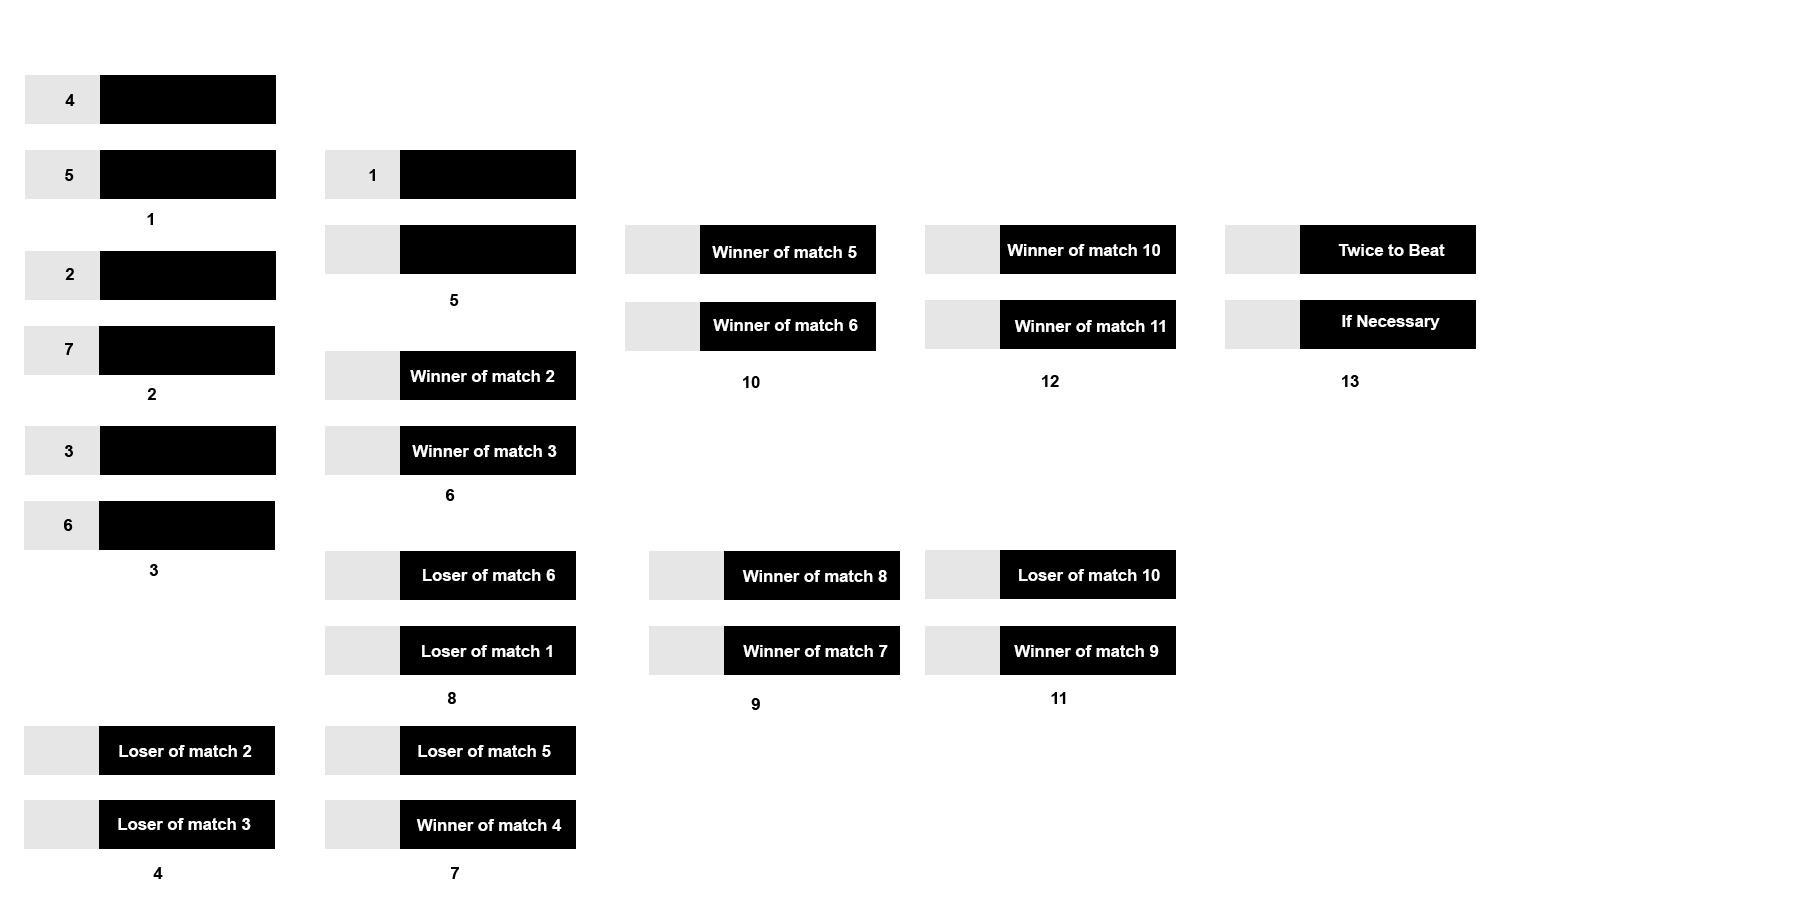 4
5
1
2
7
2
3
6
3
1
5
Winner of match 2
Winner of match 3
6
Loser of match 6
Loser of match 1
8
Loser of match 2
Loser of match 3
4
Loser of match 5
Winner of match 4
7
Winner of match 5
Winner of match 6
10
Winner of match 8
Winner of match 7
9
Winner of match 10
Winner of match 11
12
Loser of match 10
Winner of match 9
11
Twice to Beat
If Necessary
13